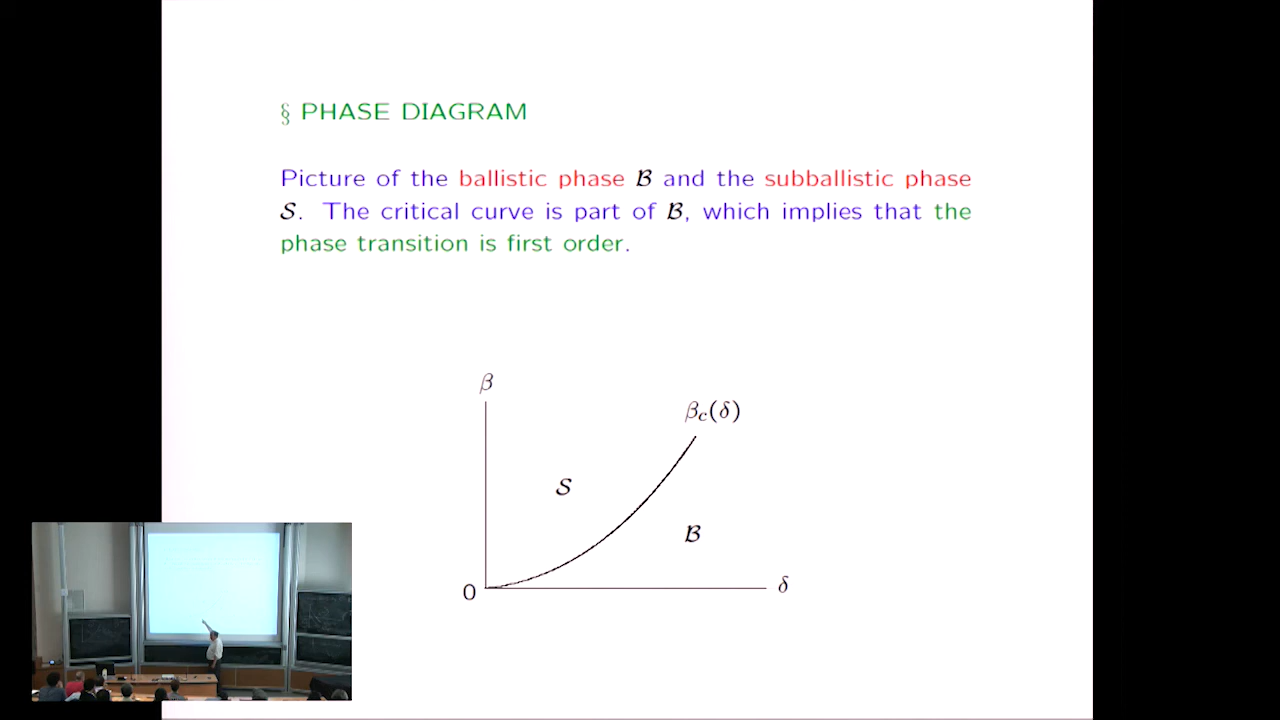 § PHASE DIAGRAM
Picture of the ballistic phase ℬ and the subballistic phase
𝒮. The critical curve is part of ℬ, which implies that the
phase transition is first order.
β
β_c(δ)
𝒮
ℬ
0
δ